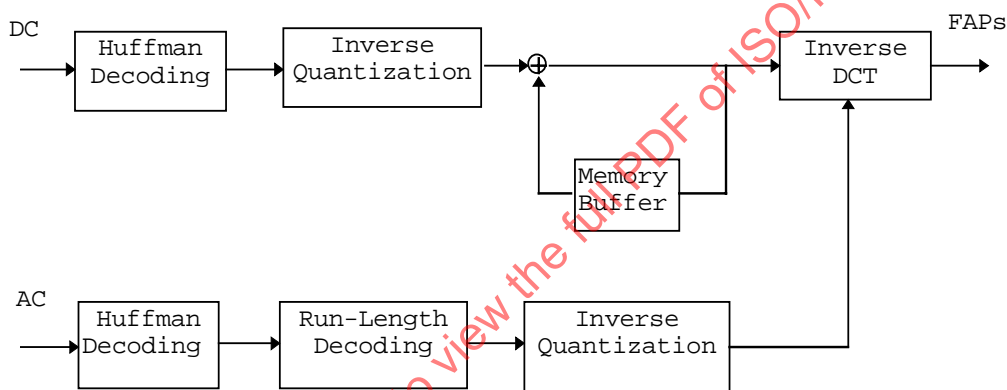 DC
Huffman
Decoding
Inverse
Quantization
Inverse
DCT
FAPs
Memory
Buffer
AC
Huffman
Decoding
Run-Length
Decoding
Inverse
Quantization
to view the full PDF of ISO/